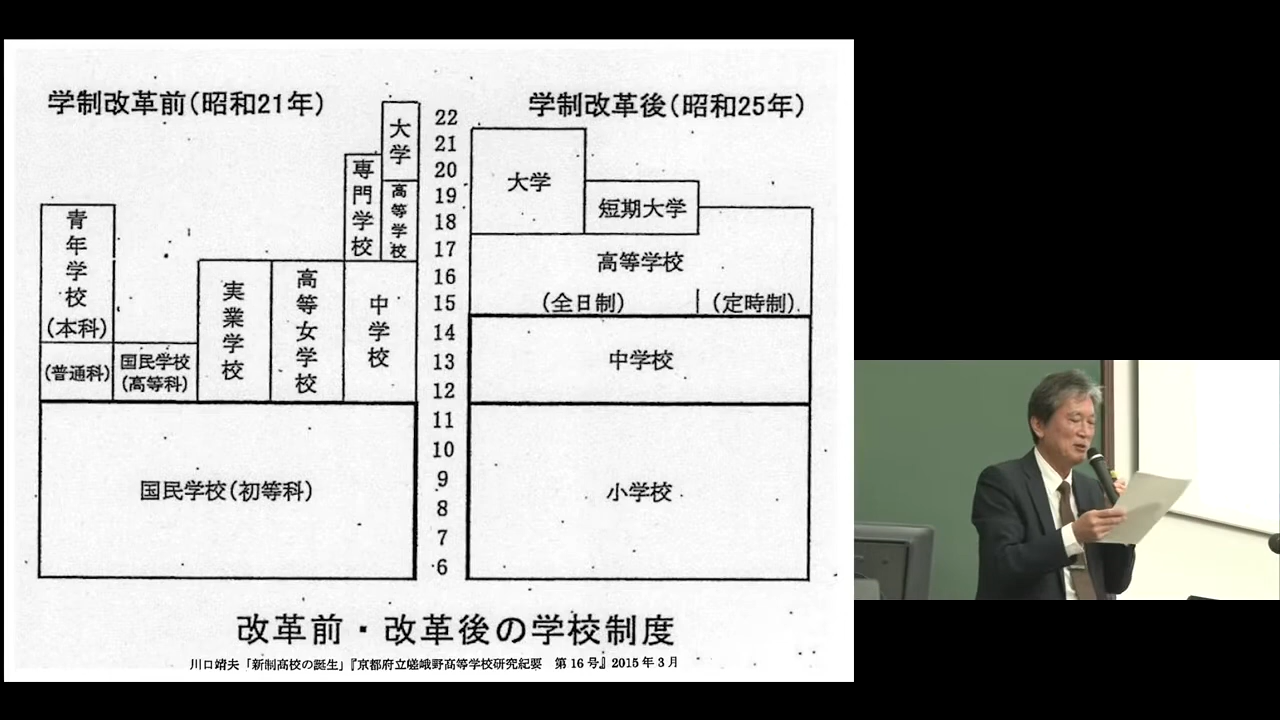 学制改革前(昭和21年)
学制改革後(昭和25年)
大学
専門学校
高等学校
青年学校
(本科)
(普通科)
国民学校
(高等科)
実業学校
高等女学校
中学校
国民学校(初等科)
22
21
20
19
18
17
16
15
14
13
12
11
10
9
8
7
6
大学
短期大学
高等学校
(全日制)
(定時制)
中学校
小学校
改革前・改革後の学校制度
川口靖夫「新制高校の誕生」『京都府立嵯峨野高等学校研究紀要 第16号』2015年3月